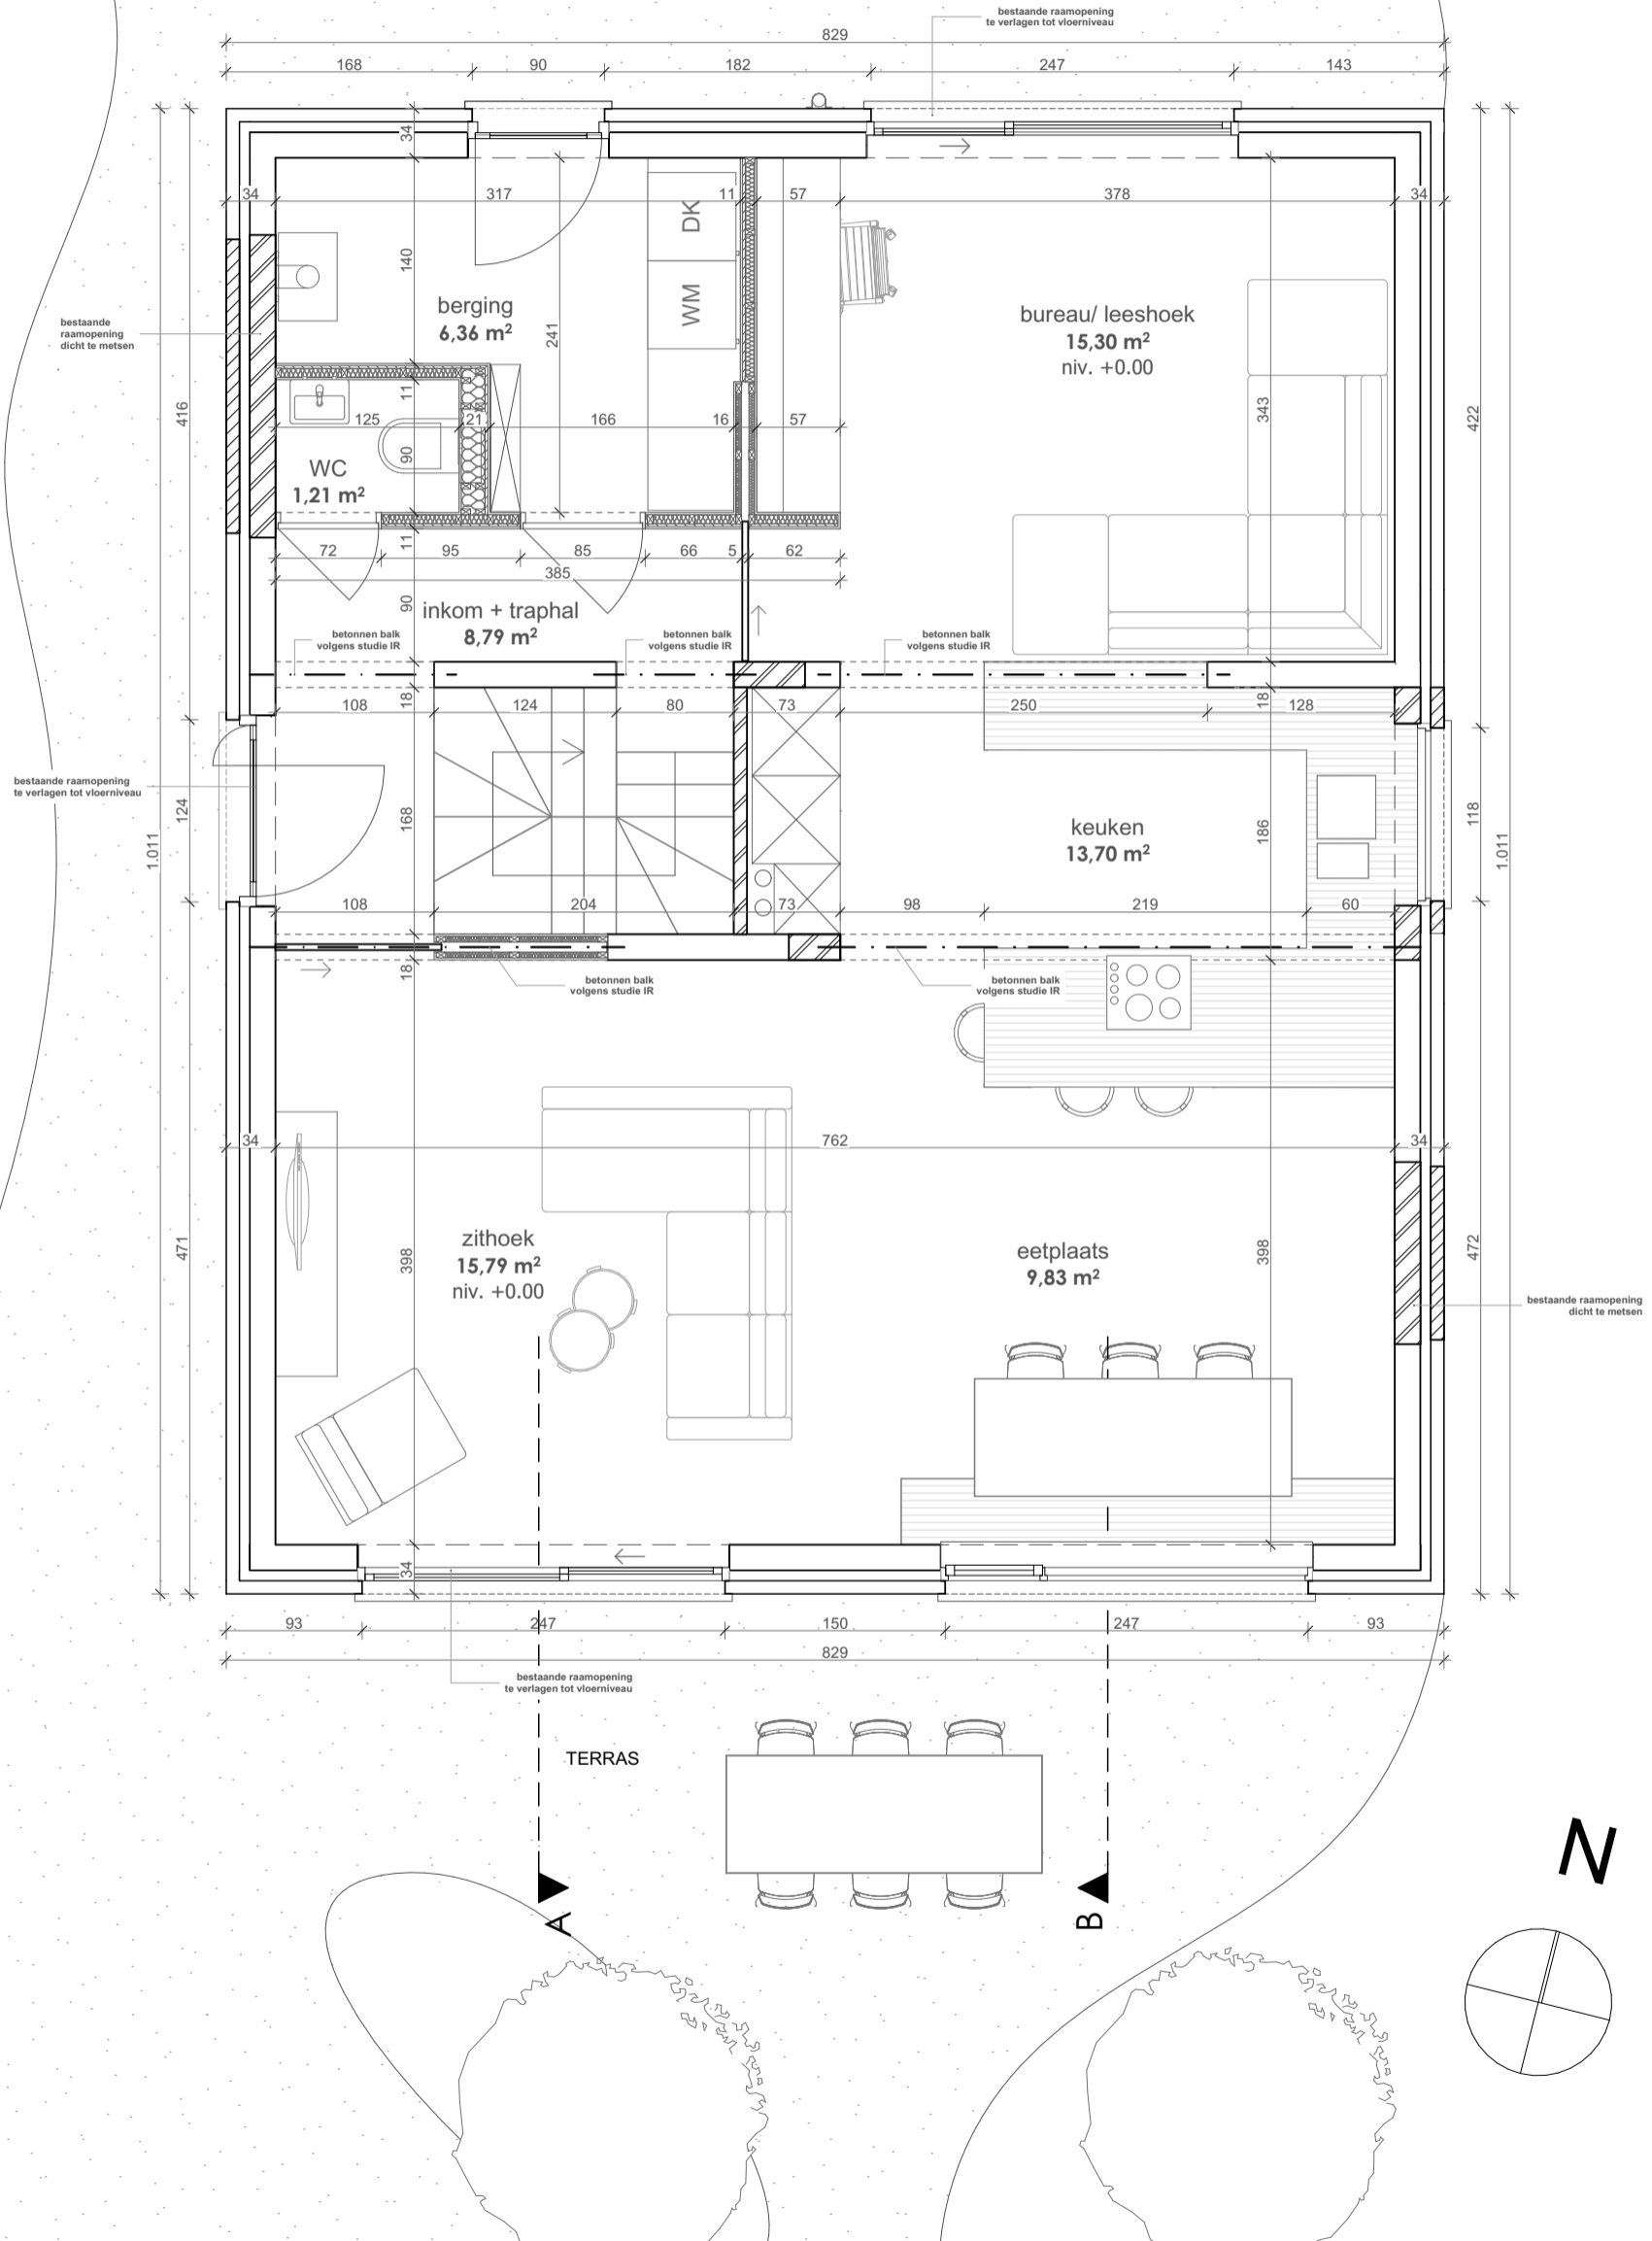 bestaande raamopening
te verlagen tot vloerniveau
829
168 90 182 247 143
34
34 317 11 57 378 34
DK
140
berging
6,36 m²
241
WM
bureau/ leeshoek
15,30 m²
niv. +0.00
bestaande
raamopening
dicht te metsen
416
422
343
11
125 21 166 16 57
90
WC
1,21 m²
11
72 95 85 66 5 62
385
90
inkom + traphal
8,79 m²
betonnen balk
volgens studie IR
betonnen balk
volgens studie IR
betonnen balk
volgens studie IR
18
18
108 124 80 73 250 128
bestaande raamopening
te verlagen tot vloerniveau
124
1.011
168
keuken
13,70 m²
186
118
1.011
108 204 73 98 219 60
18
betonnen balk
volgens studie IR
betonnen balk
volgens studie IR
34 762 34
471
398
zithoek
15,79 m²
niv. +0.00
eetplaats
9,83 m²
398
472
bestaande raamopening
dicht te metsen
34
93 247 150 247 93
829
bestaande raamopening
te verlagen tot vloerniveau
TERRAS
A
B
N